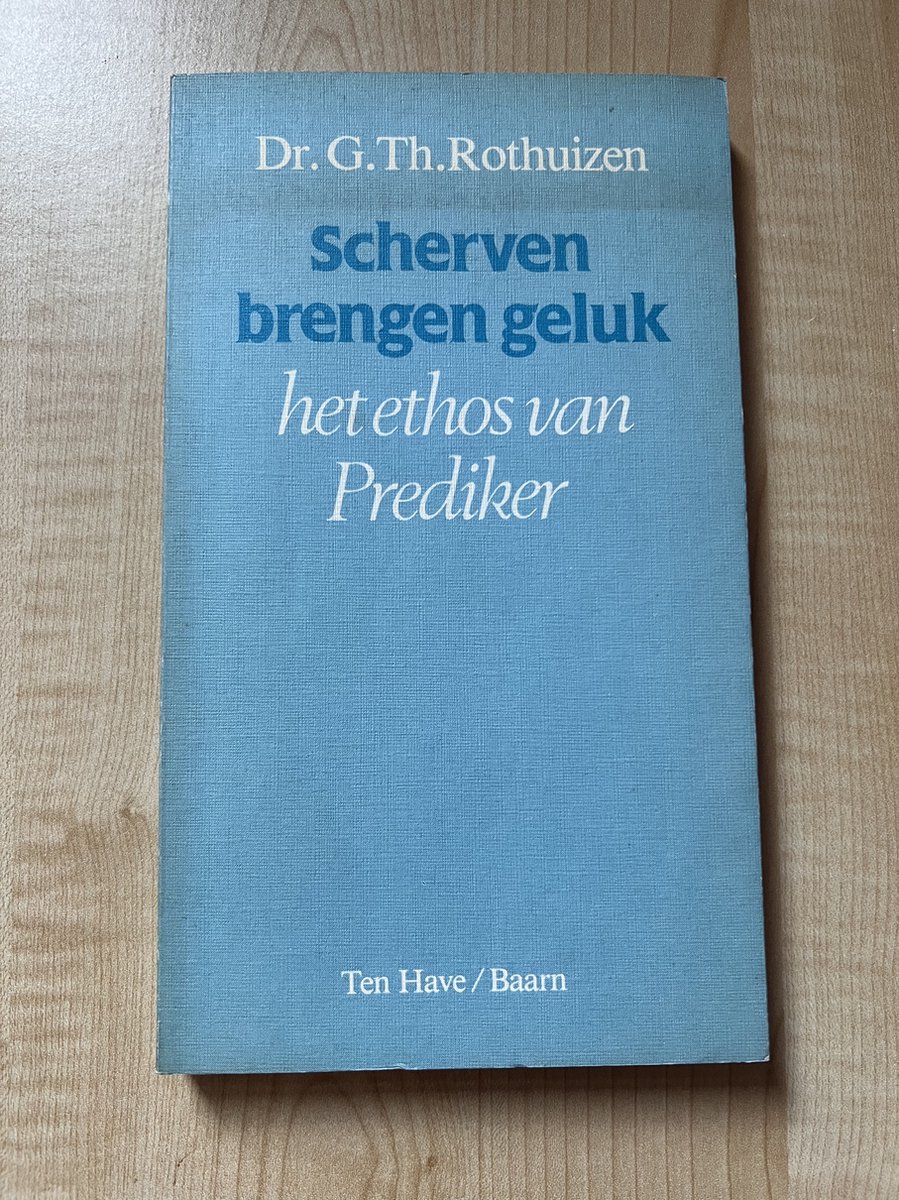 Dr. G.Th.Rothuizen
Scherven
brengen geluk
het ethos van
Prediker
Ten Have / Baarn